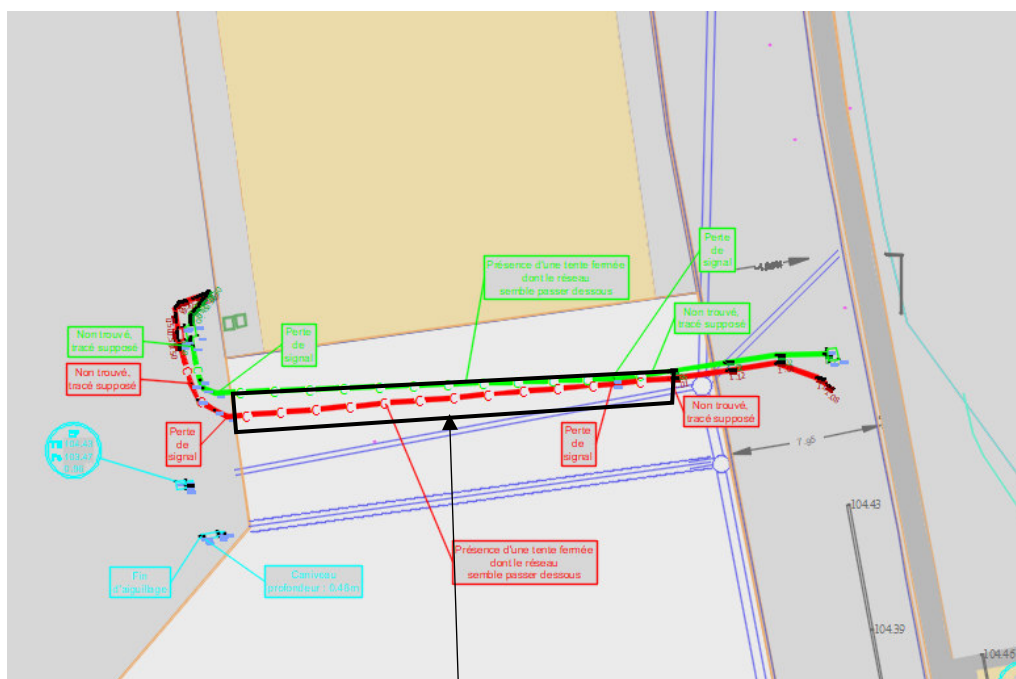 Perte
de
signal
Présence d'une tente fermée
dont le réseau
semble passer dessous
Non trouvé,
tracé supposé
Non trouvé,
tracé supposé
Perte
de
signal
Non trouvé,
tracé supposé
Non trouvé,
tracé supposé
Perte
de
signal
Perte
de
signal
7.95
104.43
Présence d'une tente fermée
dont le réseau
semble passer dessous
Fin
d'aiguillage
Caniveau
profondeur : 0.46m
104.39
104.46